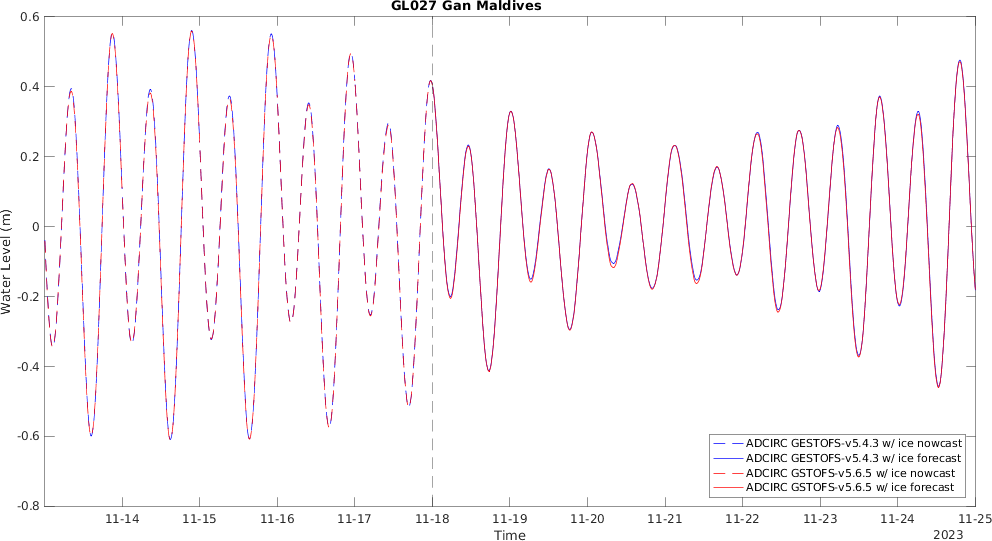 GL027 Gan Maldives
0.6
0.4
0.2
0
-0.2
-0.4
-0.6
-0.8
Water Level (m)
ADCIRC GESTOFS-v5.4.3 w/ ice nowcast
ADCIRC GESTOFS-v5.4.3 w/ ice forecast
ADCIRC GSTOFS-v5.6.5 w/ ice nowcast
ADCIRC GSTOFS-v5.6.5 w/ ice forecast
11-14 11-15 11-16 11-17 11-18 11-19 11-20 11-21 11-22 11-23 11-24 11-25
Time
2023